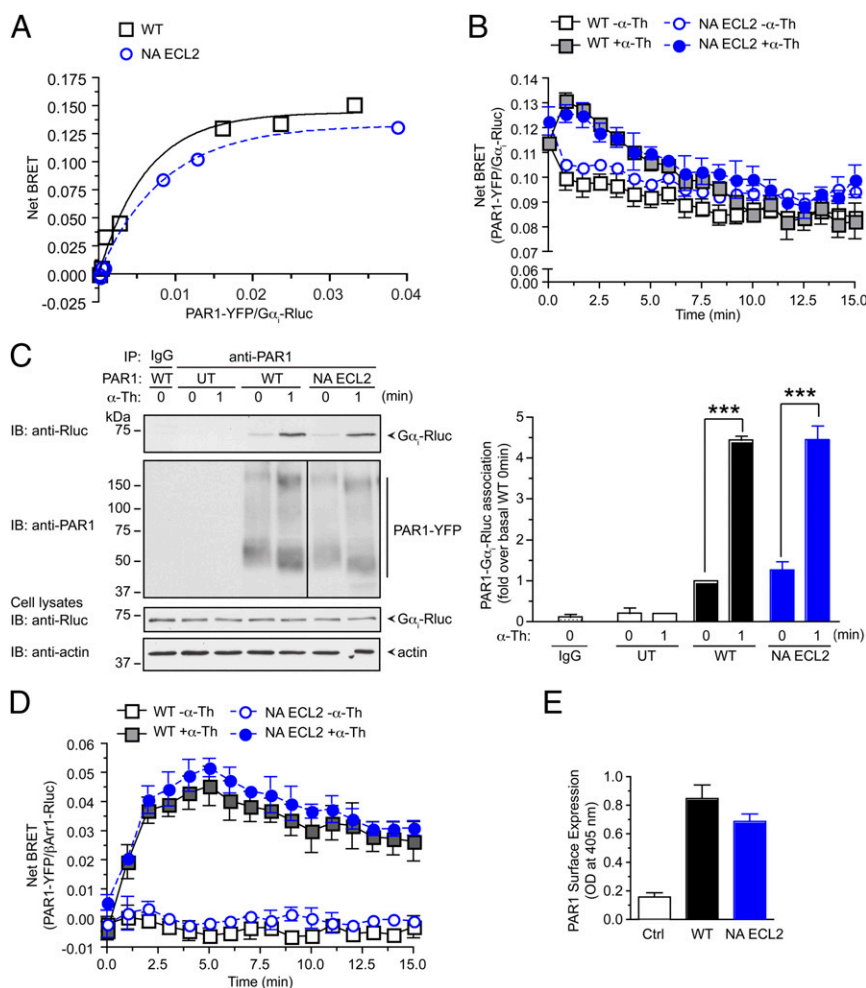 A
WT
NA ECL2
Net BRET
0.175
0.150
0.125
0.100
0.075
0.050
0.025
0.000
-0.025
0.01 0.02 0.03 0.04
PAR1-YFP/Gαi-Rluc
B
WT -α-Th NA ECL2 -α-Th
WT +α-Th NA ECL2 +α-Th
Net BRET
(PAR1-YFP/Gαi-Rluc)
0.14
0.13
0.12
0.11
0.10
0.09
0.08
0.06
0.00
0.0 2.5 5.0 7.5 10.0 12.5 15.0
Time (min)
C
IP: IgG anti-PAR1
PAR1: WT UT WT NA ECL2
α-Th: 0 0 1 0 1 0 1 (min)
kDa
IB: anti-Rluc 75 Gαi-Rluc
IB: anti-PAR1
150
100
75
50
37
PAR1-YFP
Cell lysates
IB: anti-Rluc 75 Gαi-Rluc
IB: anti-actin 37 actin
PAR1-Gαi-Rluc association
(fold over basal WT 0min)
6
5
4
3
2
1
0
*** ***
α-Th: 0 0 1 0 1 0 1 (min)
IgG UT WT NA ECL2
D
WT -α-Th NA ECL2 -α-Th
WT +α-Th NA ECL2 +α-Th
Net BRET
(PAR1-YFP/βArr1-Rluc)
0.06
0.05
0.04
0.03
0.02
0.01
0.00
-0.01
0.0 2.5 5.0 7.5 10.0 12.5 15.0
Time (min)
E
PAR1 Surface Expression
(OD at 405 nm)
1.0
0.8
0.6
0.4
0.2
0.0
Ctrl WT NA ECL2